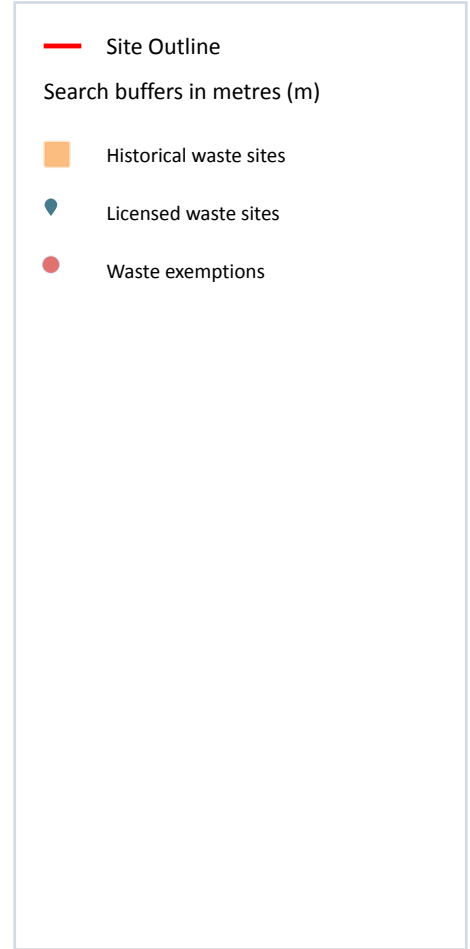 Site Outline
Search buffers in metres (m)
Historical waste sites
Licensed waste sites
Waste exemptions